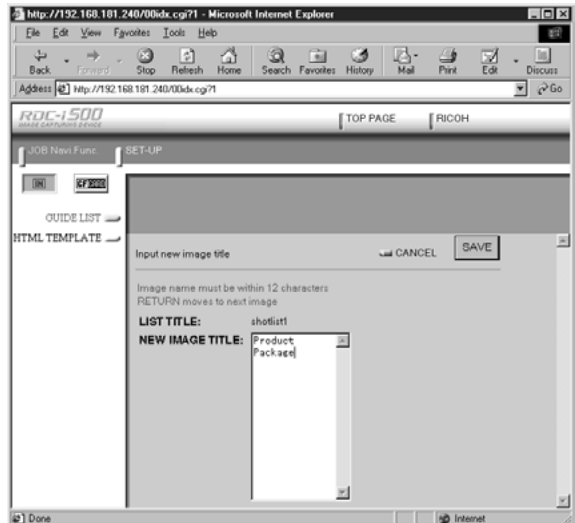 http://192.168.181.240/00idx.cgi?1 - Microsoft Internet Explorer
File Edit View Favorites Tools Help
Back Forward Stop Refresh Home Search Favorites History Mail Print Edit Discuss
Address http://192.168.181.240/00idx.cgi?1 Go
RDC-i500 TOP PAGE RICOH
IMAGE CAPTURING DEVICE
JOB Navi Func. SET-UP
IN CF
GUIDE LIST
HTML TEMPLATE
Input new image title CANCEL SAVE
Image name must be within 12 characters
RETURN moves to next image
LIST TITLE: shotlist1
NEW IMAGE TITLE: Product
Package
Done Internet